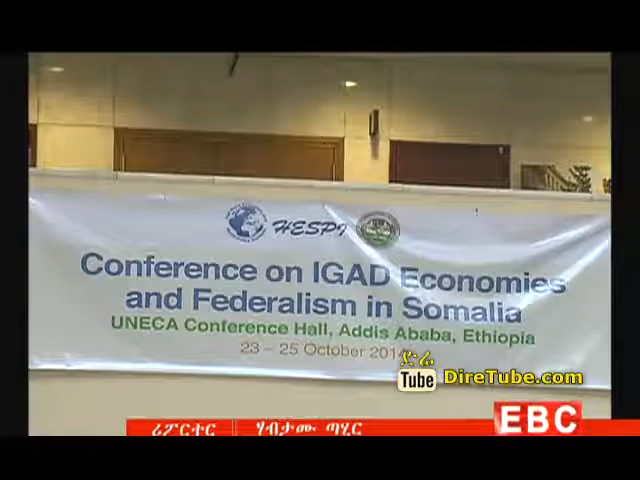 HESPI
Conference on IGAD Economies
and Federalism in Somalia
UNECA Conference Hall, Addis Ababa, Ethiopia
23 - 25 October
ድሬ
Tube DireTube.com
EBC
ሪፖርተር ሃብታሙ ጣሂር